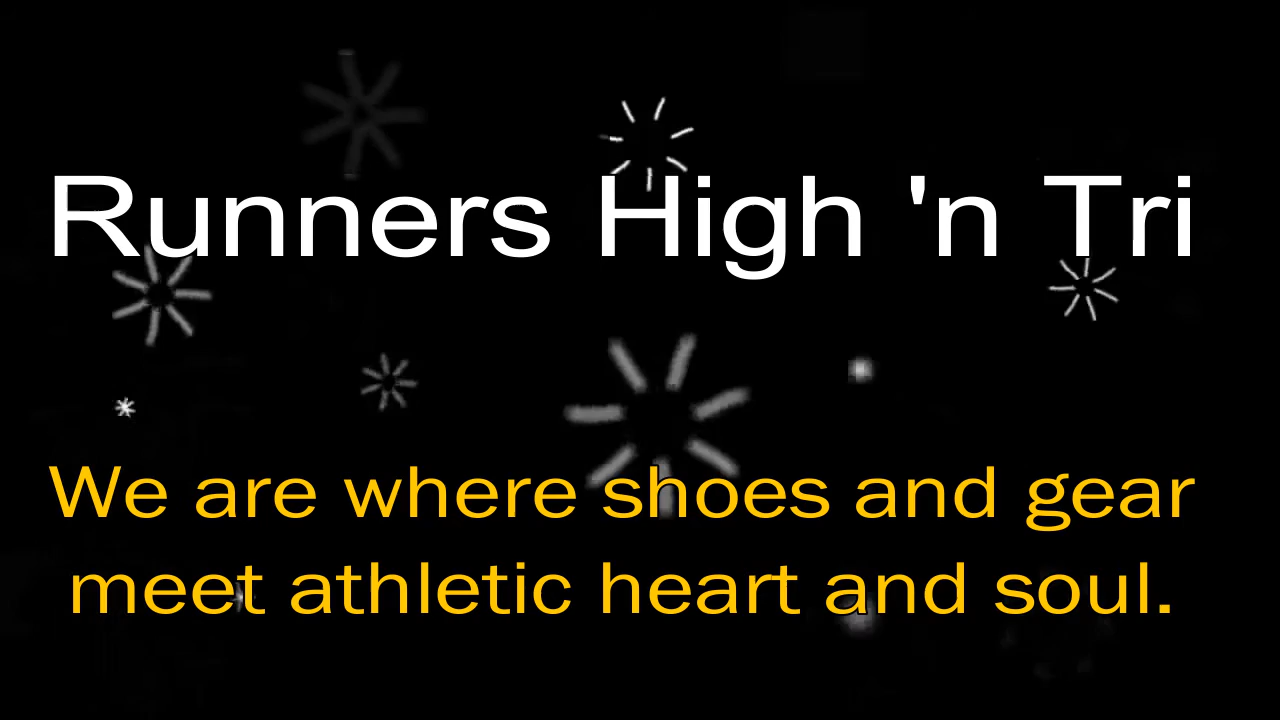 Runners High 'n Tri
We are where shoes and gear
meet athletic heart and soul.